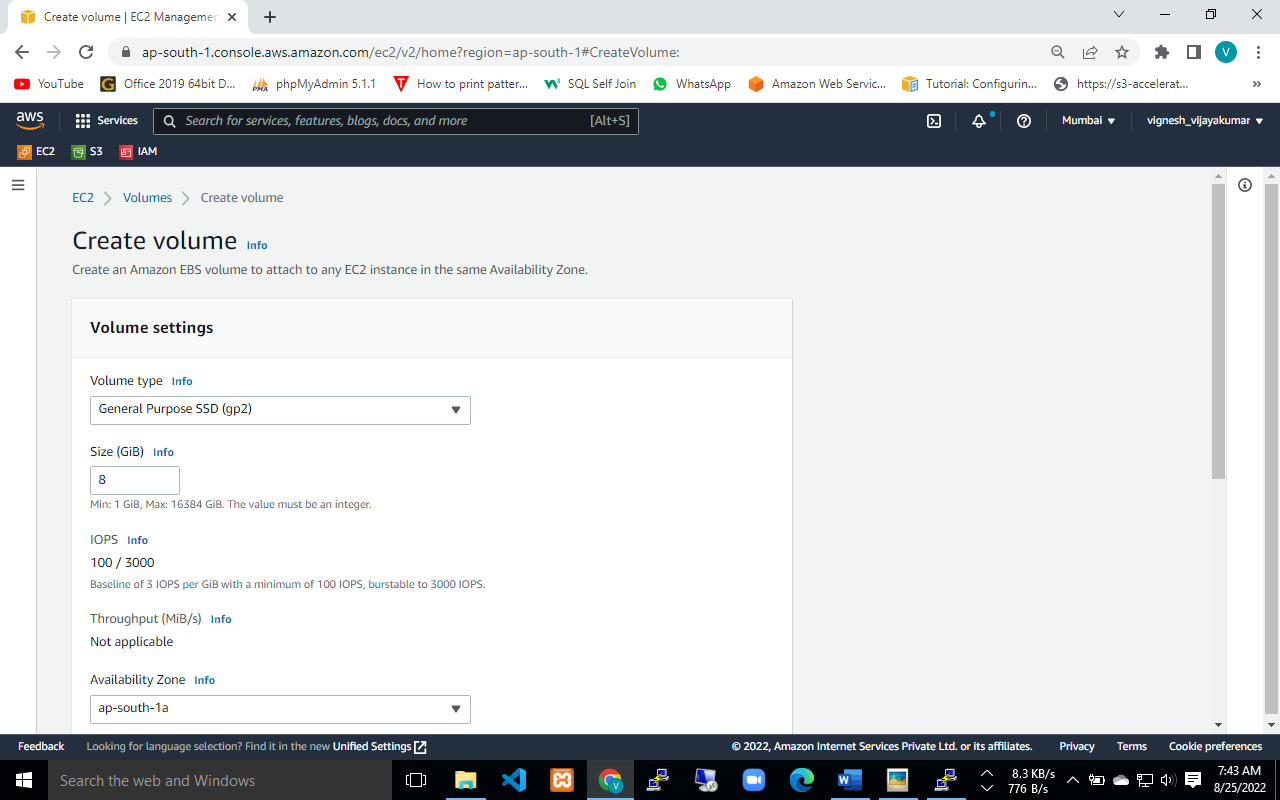 Create volume | EC2 Managemen
ap-south-1.console.aws.amazon.com/ec2/v2/home?region=ap-south-1#CreateVolume:
V
YouTube
Office 2019 64bit D...
phpMyAdmin 5.1.1
How to print patter...
SQL Self Join
WhatsApp
Amazon Web Servic...
Tutorial: Configurin...
https://s3-accelerat...
»
aws
Services
Search for services, features, blogs, docs, and more
[Alt+S]
Mumbai
vignesh_vijayakumar
EC2
S3
IAM
EC2
Volumes
Create volume
Create volume Info
Create an Amazon EBS volume to attach to any EC2 instance in the same Availability Zone.
Volume settings
Volume type Info
General Purpose SSD (gp2)
Size (GiB) Info
8
Min: 1 GiB, Max: 16384 GiB. The value must be an integer.
IOPS Info
100 / 3000
Baseline of 3 IOPS per GiB with a minimum of 100 IOPS, burstable to 3000 IOPS.
Throughput (MiB/s) Info
Not applicable
Availability Zone Info
ap-south-1a
Feedback
Looking for language selection? Find it in the new Unified Settings
© 2022, Amazon Internet Services Private Ltd. or its affiliates.
Privacy
Terms
Cookie preferences
Search the web and Windows
8.3 KB/s
776 B/s
7:43 AM
8/25/2022